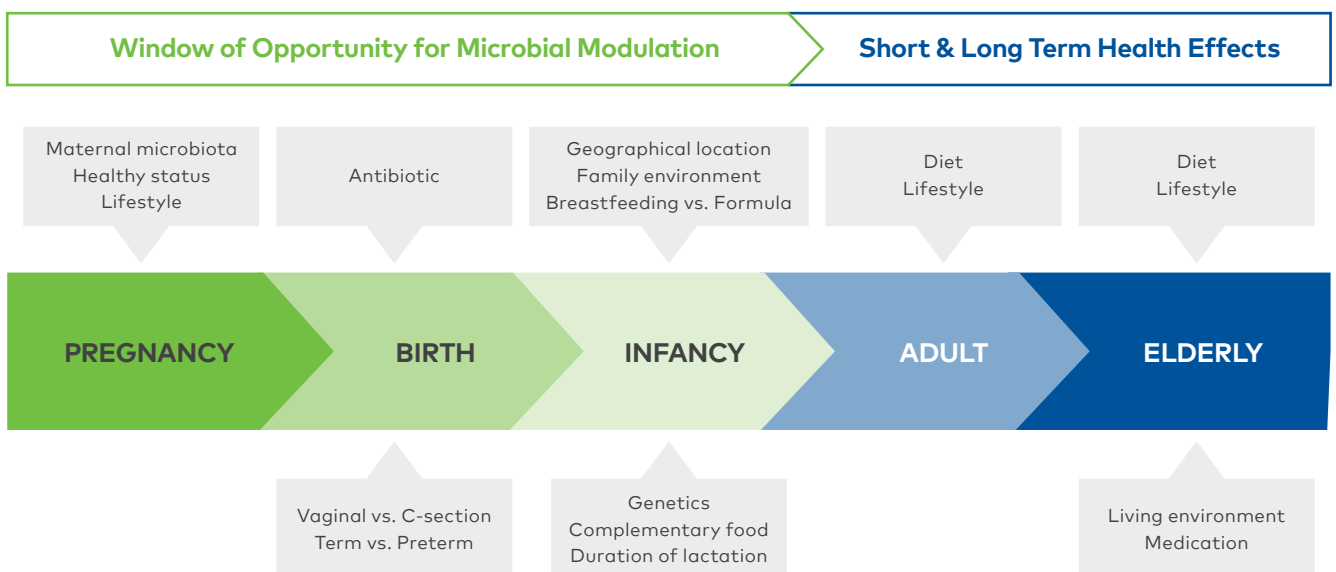 Window of Opportunity for Microbial Modulation
Short & Long Term Health Effects
Maternal microbiota
Healthy status
Lifestyle
Antibiotic
Geographical location
Family environment
Breastfeeding vs. Formula
Diet
Lifestyle
Diet
Lifestyle
PREGNANCY
BIRTH
INFANCY
ADULT
ELDERLY
Vaginal vs. C-section
Term vs. Preterm
Genetics
Complementary food
Duration of lactation
Living environment
Medication